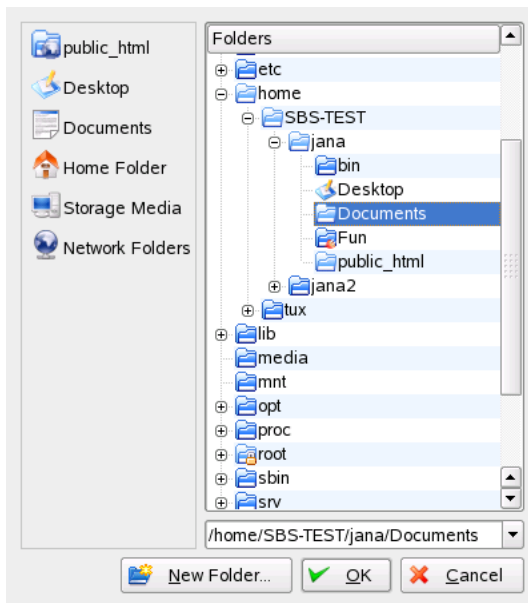 public_html
Desktop
Documents
Home Folder
Storage Media
Network Folders
Folders
etc
home
SBS-TEST
jana
bin
Desktop
Documents
Fun
public_html
jana2
tux
lib
media
mnt
opt
proc
root
sbin
srv
/home/SBS-TEST/jana/Documents
New Folder...
OK
Cancel